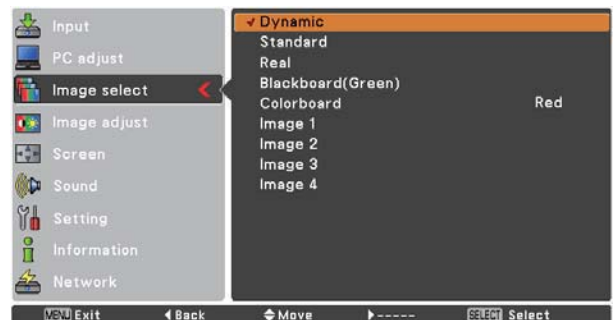 Input
PC adjust
Image select
Image adjust
Screen
Sound
Setting
Information
Network
Dynamic
Standard
Real
Blackboard(Green)
Colorboard Red
Image 1
Image 2
Image 3
Image 4
MENU Exit Back Move ----- SELECT Select